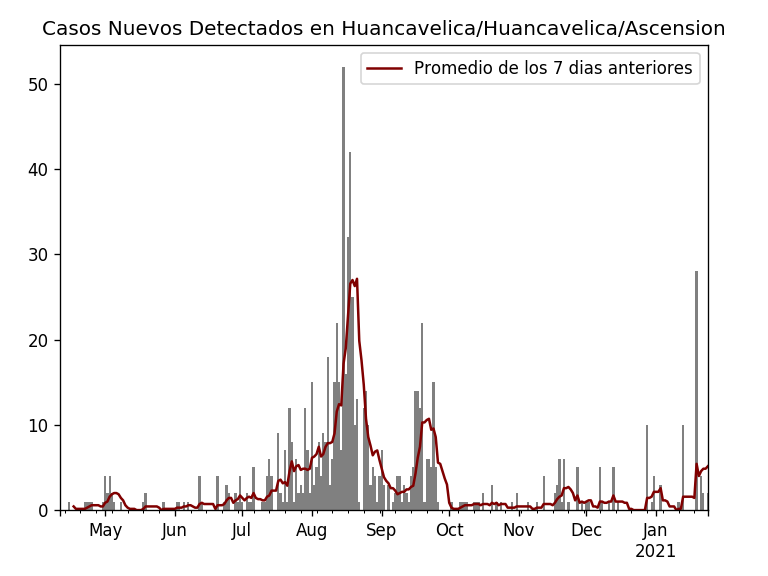 Casos Nuevos Detectados en Huancavelica/Huancavelica/Ascension
Promedio de los 7 dias anteriores
50
40
30
20
10
0
May Jun Jul Aug Sep Oct Nov Dec Jan
2021